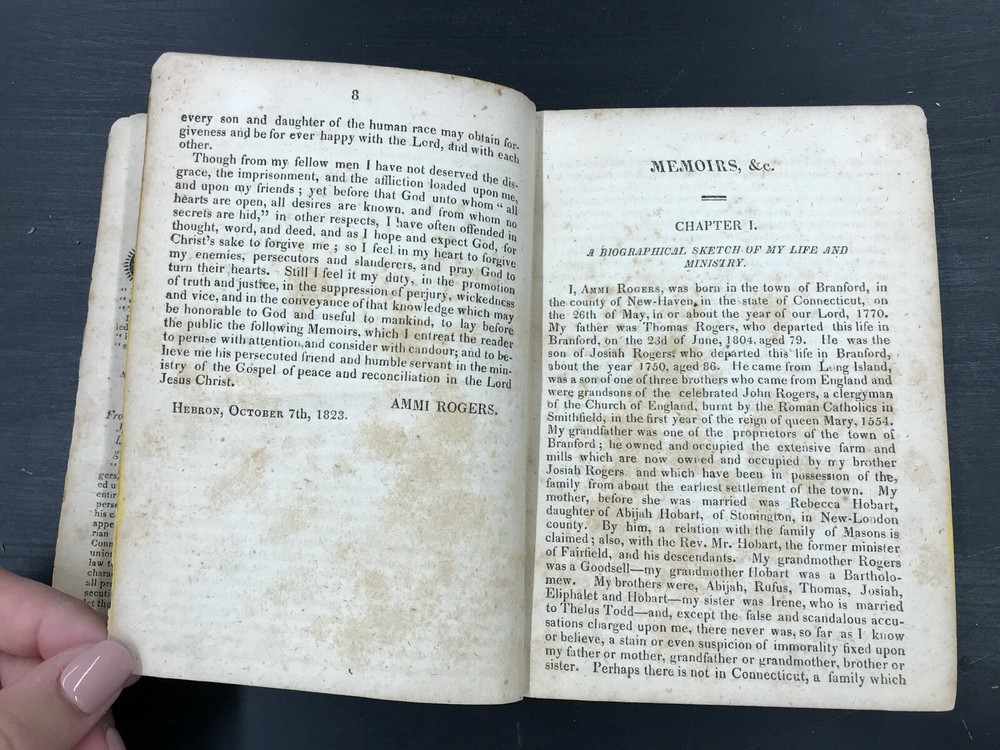 8
every son and daughter of the human race may obtain for-
giveness and be for ever happy with the Lord, and with each
other.
Though from my fellow men I have not deserved the dis-
grace, the imprisonment, and the affliction loaded upon me,
and upon my friends ; yet before that God unto whom "all
hearts are open, all desires are known, and from whom no
secrets are hid," in other respects, I have often offended in
thought, word, and deed, and as I hope and expect God, for
Christ's sake to forgive me ; so I feel in my heart to forgive
my enemies, persecutors and slanderers, and pray God to
turn their hearts. Still I feel it my duty, in the promotion
of truth and justice, in the suppression of perjury, wickedness
and vice, and in the conveyance of that knowledge which may
be honorable to God and useful to mankind, to lay before
the public the following Memoirs, which I entreat the reader
to peruse with attention, and consider with candour; and to be-
lieve me his persecuted friend and humble servant in the min-
istry of the Gospel of peace and reconciliation in the Lord
Jesus Christ.
AMMI ROGERS.
HEBRON, OCTOBER 7th, 1823.
MEMOIRS, &c.
CHAPTER I.
A BIOGRAPHICAL SKETCH OF MY LIFE AND
MINISTRY.
I, AMMI ROGERS, was born in the town of Branford, in
the county of New-Haven, in the state of Connecticut, on
the 26th of May, in or about the year of our Lord, 1770.
My father was Thomas Rogers, who departed this life in
Branford, on the 23d of June, 1804, aged 79. He was the
son of Josiah Rogers, who departed this life in Branford,
about the year 1750, aged 86. He came from Long Island,
was a son of one of three brothers who came from England and
were grandsons of the celebrated John Rogers, a clergyman
of the Church of England, burnt by the Roman Catholics in
Smithfield, in the first year of the reign of queen Mary, 1554.
My grandfather was one of the proprietors of the town of
Branford ; he owned and occupied the extensive farm and
mills which are now owned and occupied by my brother
Josiah Rogers and which have been in possession of the
family from about the earliest settlement of the town. My
mother, before she was married was Rebecca Hobart,
daughter of Abijah Hobart, of Stonington, in New-London
county. By him, a relation with the family of Masons is
claimed ; also, with the Rev. Mr. Hobart, the former minister
of Fairfield, and his descendants. My grandmother Rogers
was a Goodsell—my grandmother Hobart was a Bartholo-
mew. My brothers were, Abijah, Rufus, Thomas, Josiah,
Eliphalet and Hobart—my sister was Irene, who is married
to Thelus Todd—and, except the false and scandalous accu-
sations charged upon me, there never was, so far as I know
or believe, a stain or even suspicion of immorality fixed upon
my father or mother, grandfather or grandmother, brother or
sister. Perhaps there is not in Connecticut, a family which